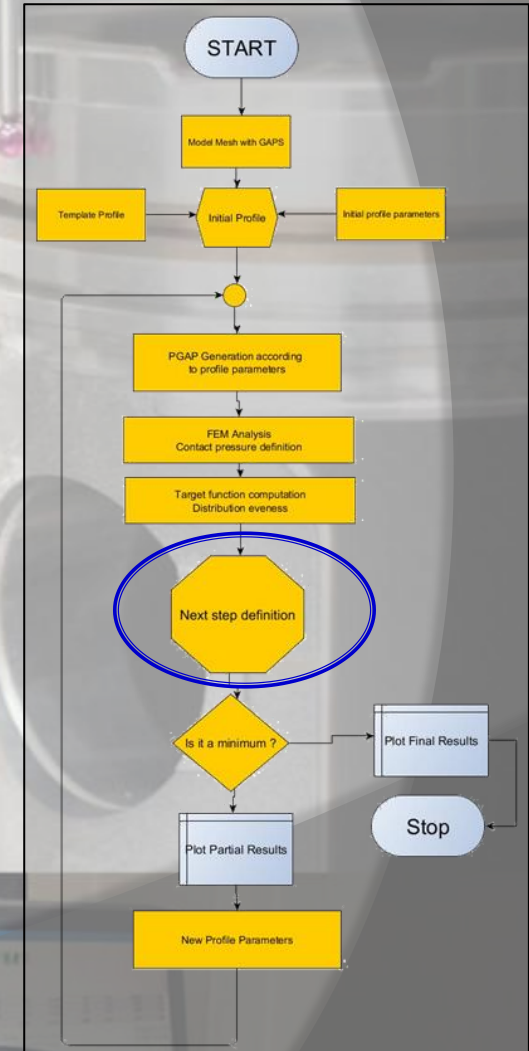 START
Model Mesh with GAPS
Template Profile
Initial Profile
Initial profile parameters
PGAP Generation according
to profile parameters
FEM Analysis
Contact pressure definition
Target function computation
Distribution eveness
Next step definition
Is it a minimum ?
Plot Final Results
Stop
Plot Partial Results
New Profile Parameters